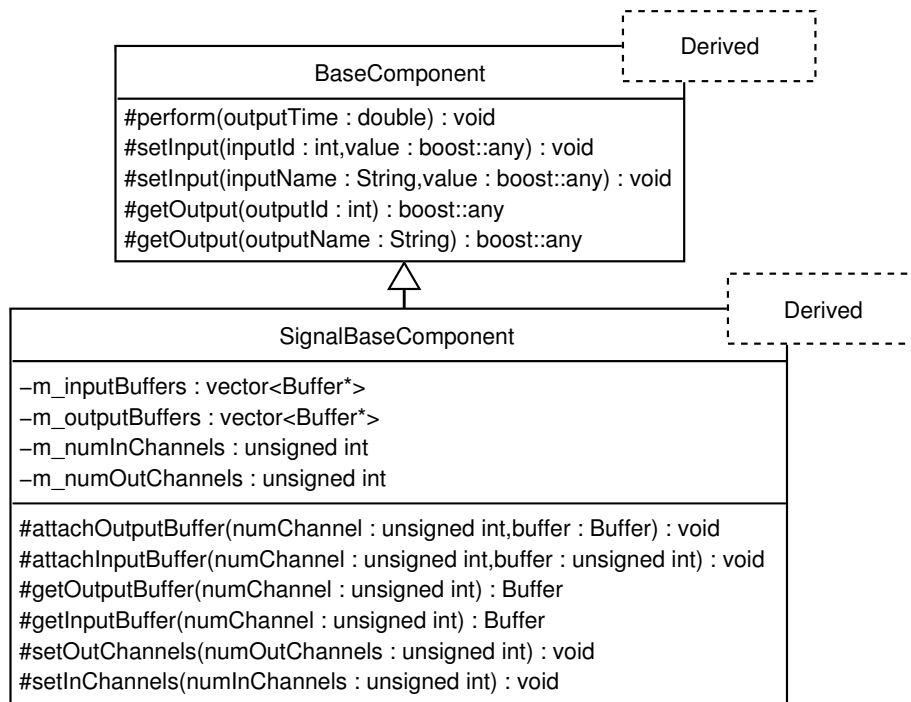 Derived
BaseComponent
#perform(outputTime : double) : void
#setInput(inputId : int,value : boost::any) : void
#setInput(inputName : String,value : boost::any) : void
#getOutput(outputId : int) : boost::any
#getOutput(outputName : String) : boost::any
Derived
SignalBaseComponent
−m_inputBuffers : vector<Buffer*>
−m_outputBuffers : vector<Buffer*>
−m_numInChannels : unsigned int
−m_numOutChannels : unsigned int
#attachOutputBuffer(numChannel : unsigned int,buffer : Buffer) : void
#attachInputBuffer(numChannel : unsigned int,buffer : unsigned int) : void
#getOutputBuffer(numChannel : unsigned int) : Buffer
#getInputBuffer(numChannel : unsigned int) : Buffer
#setOutChannels(numOutChannels : unsigned int) : void
#setInChannels(numInChannels : unsigned int) : void